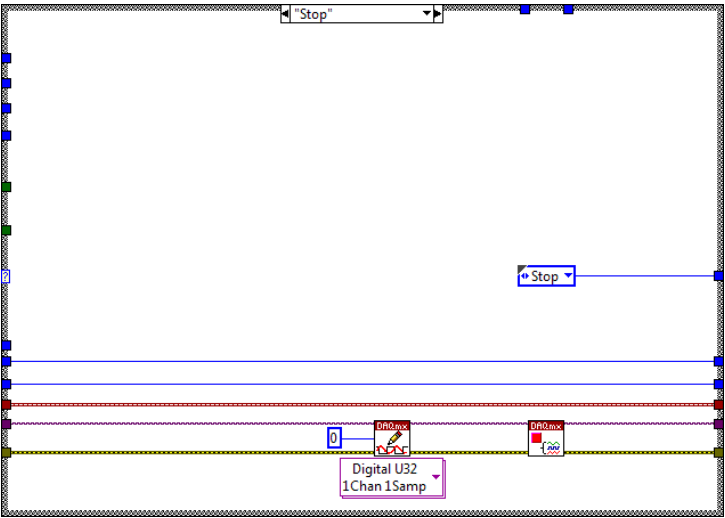 "Stop"
?
Stop
0
DAQmx
DAQmx
Digital U32
1Chan 1Samp